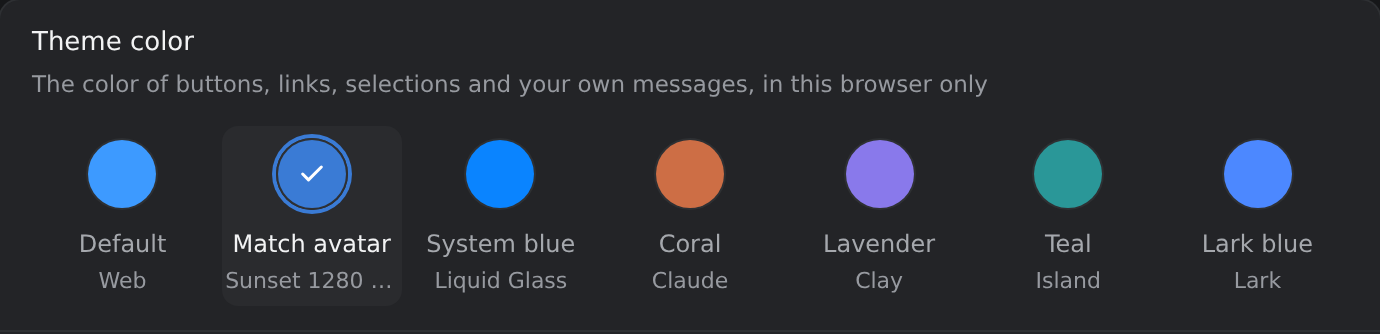 Theme color
The color of buttons, links, selections and your own messages, in this browser only
Default
Web
Match avatar
Sunset 1280 ...
System blue
Liquid Glass
Coral
Claude
Lavender
Clay
Teal
Island
Lark blue
Lark